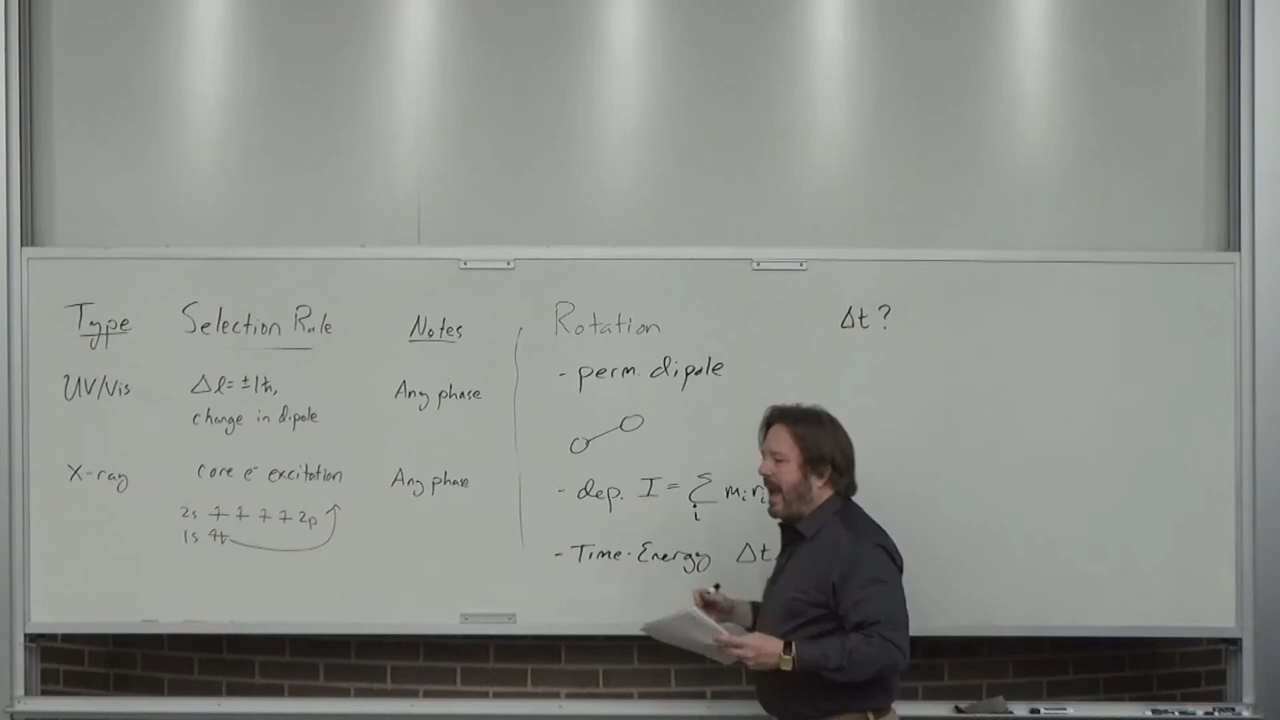 Type Selection Rule Notes
UV/Vis Δl= ±1ħ, Any phase
change in dipole
X-ray core e⁻ excitation Any phase
2s 2p
1s
Rotation
- perm. dipole
- dep. I = Σ mᵢrᵢ
i
- Time-Energy Δt
Δt?